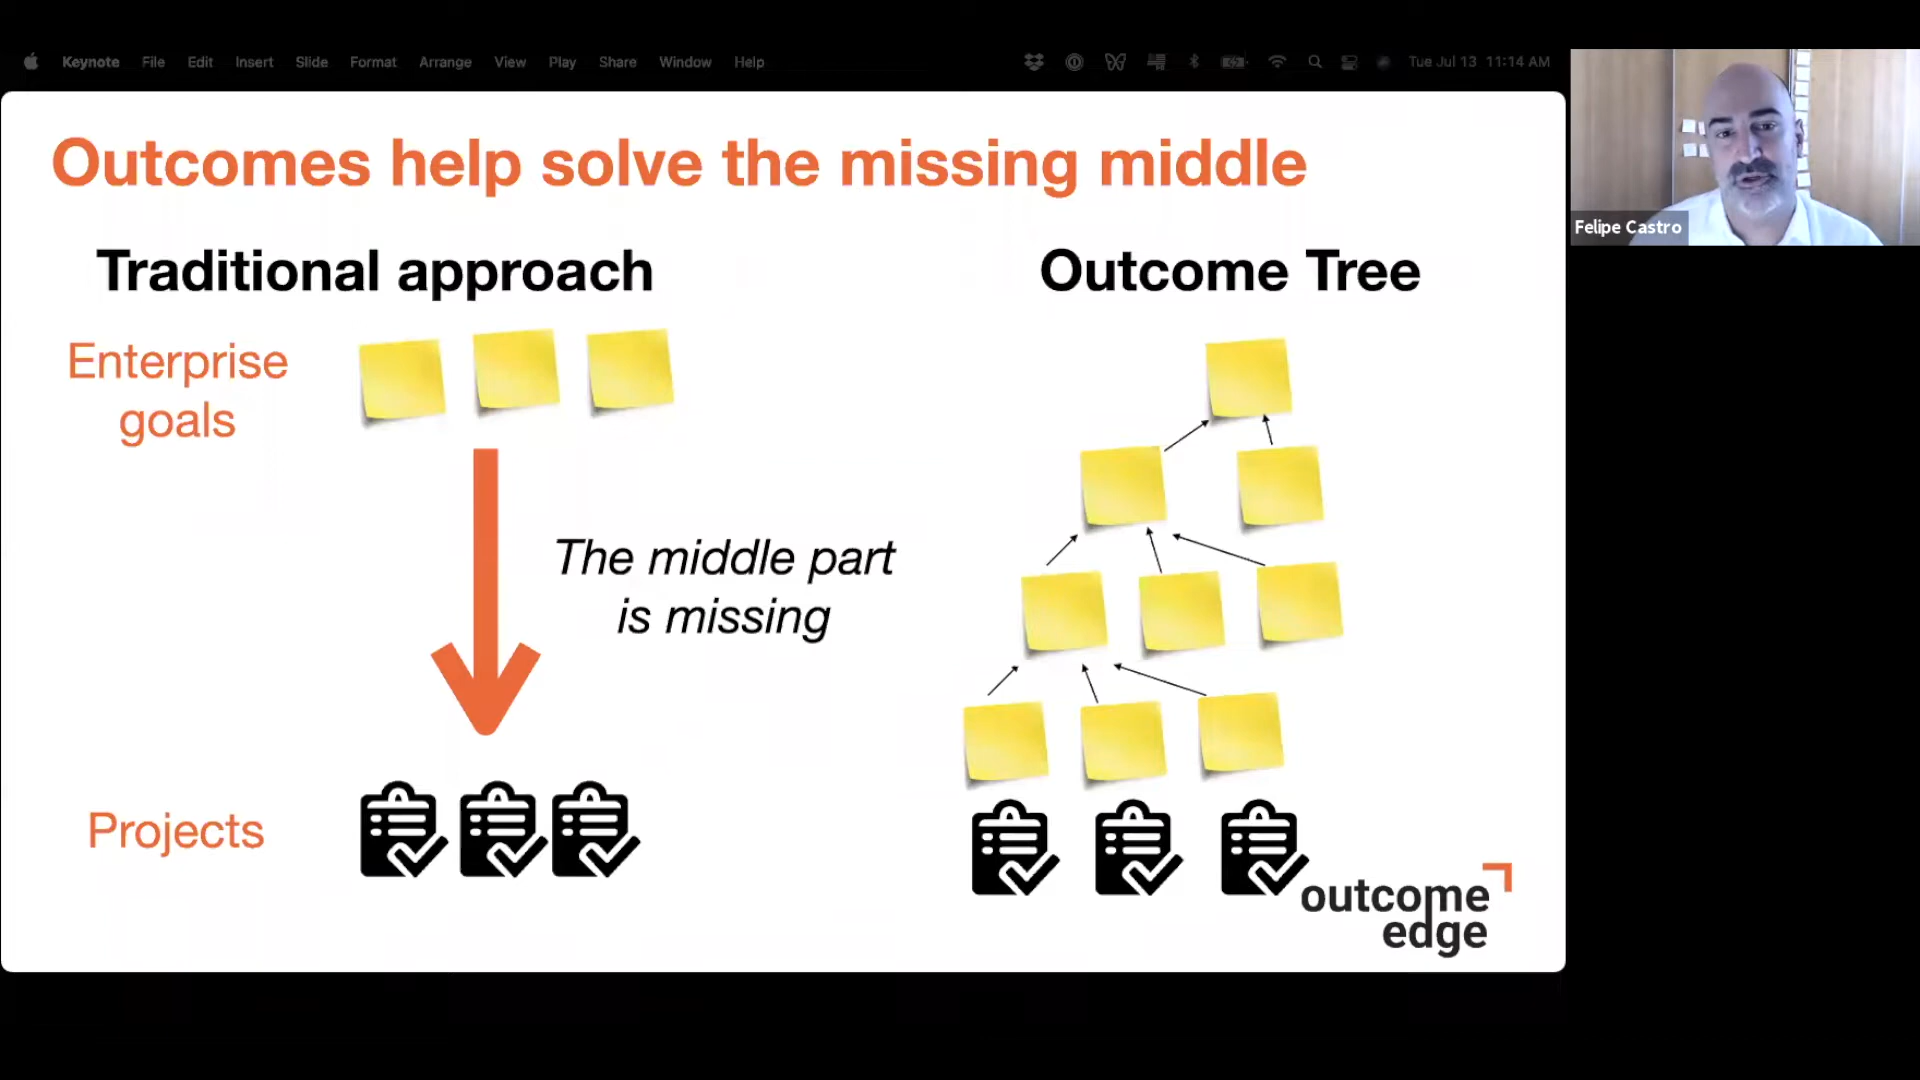 Keynote File Edit Insert Slide Format Arrange View Play Share Window Help
Tue Jul 13 11:14 AM
Felipe Castro
Outcomes help solve the missing middle
Traditional approach
Enterprise
goals
The middle part
is missing
Projects
Outcome Tree
outcome
edge